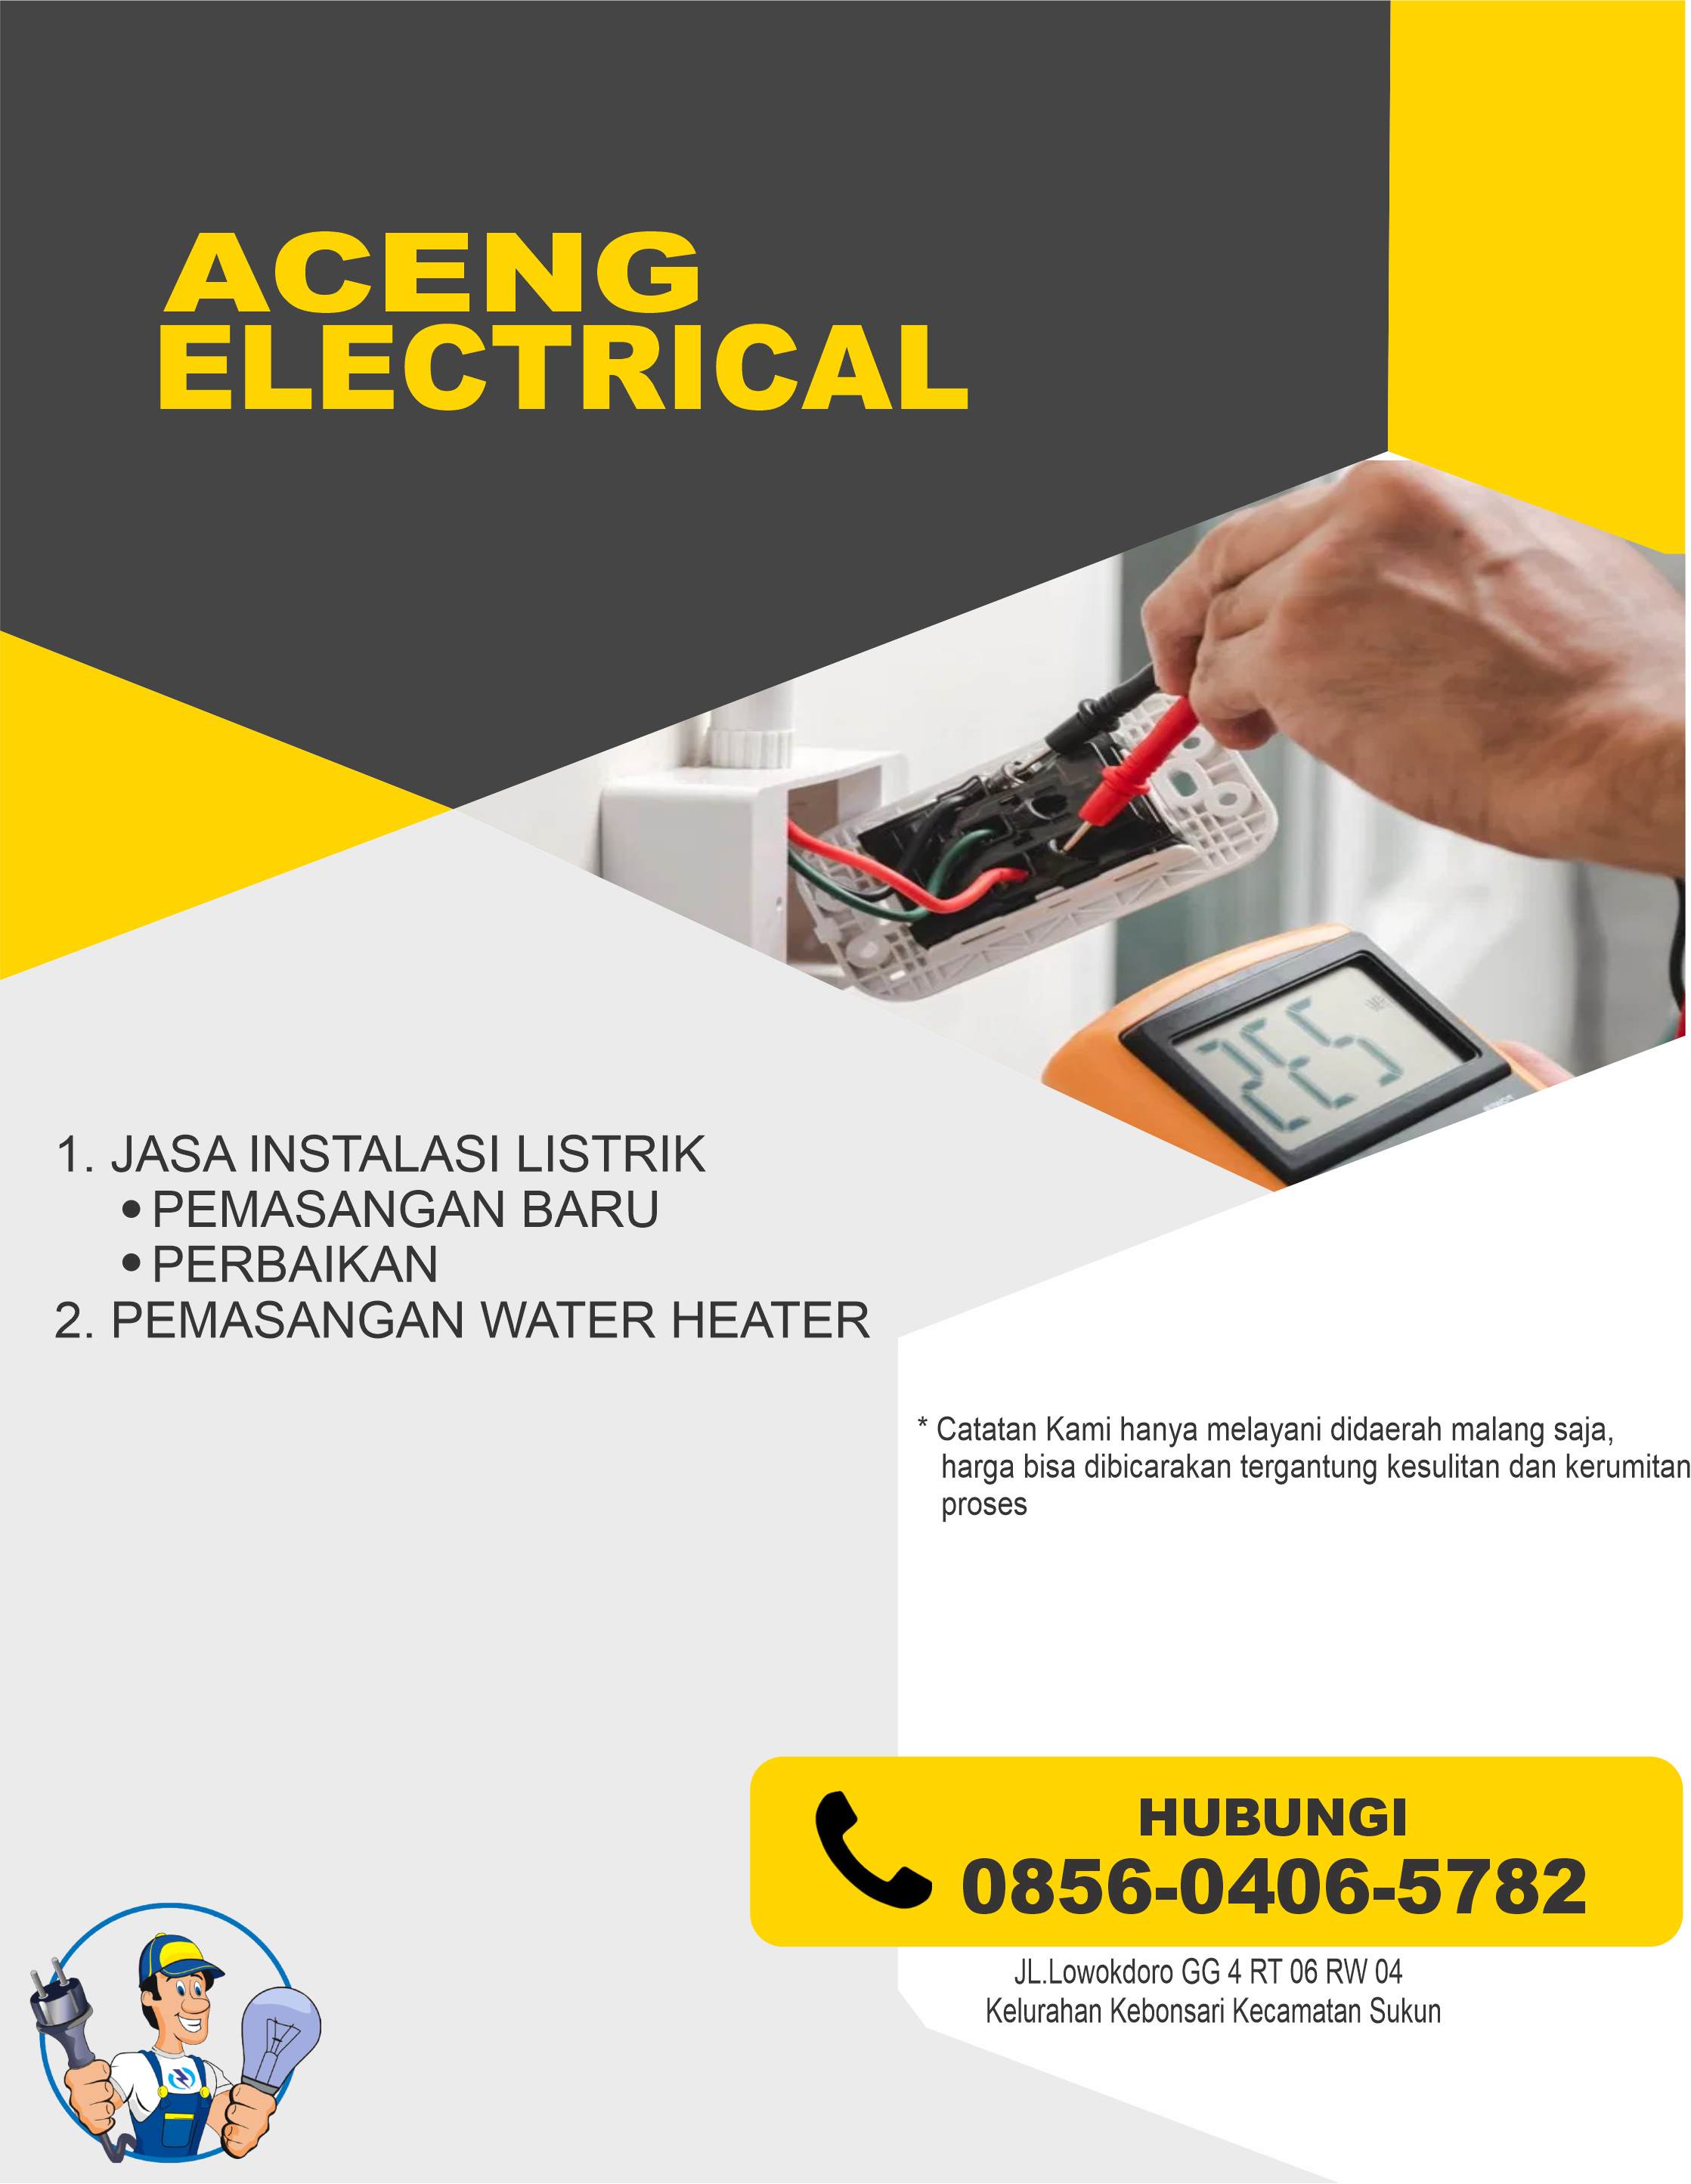 ACENG
ELECTRICAL
1. JASA INSTALASI LISTRIK
• PEMASANGAN BARU
• PERBAIKAN
2. PEMASANGAN WATER HEATER
* Catatan Kami hanya melayani didaerah malang saja,
harga bisa dibicarakan tergantung kesulitan dan kerumitan
proses
HUBUNGI
0856-0406-5782
JL.Lowokdoro GG 4 RT 06 RW 04
Kelurahan Kebonsari Kecamatan Sukun